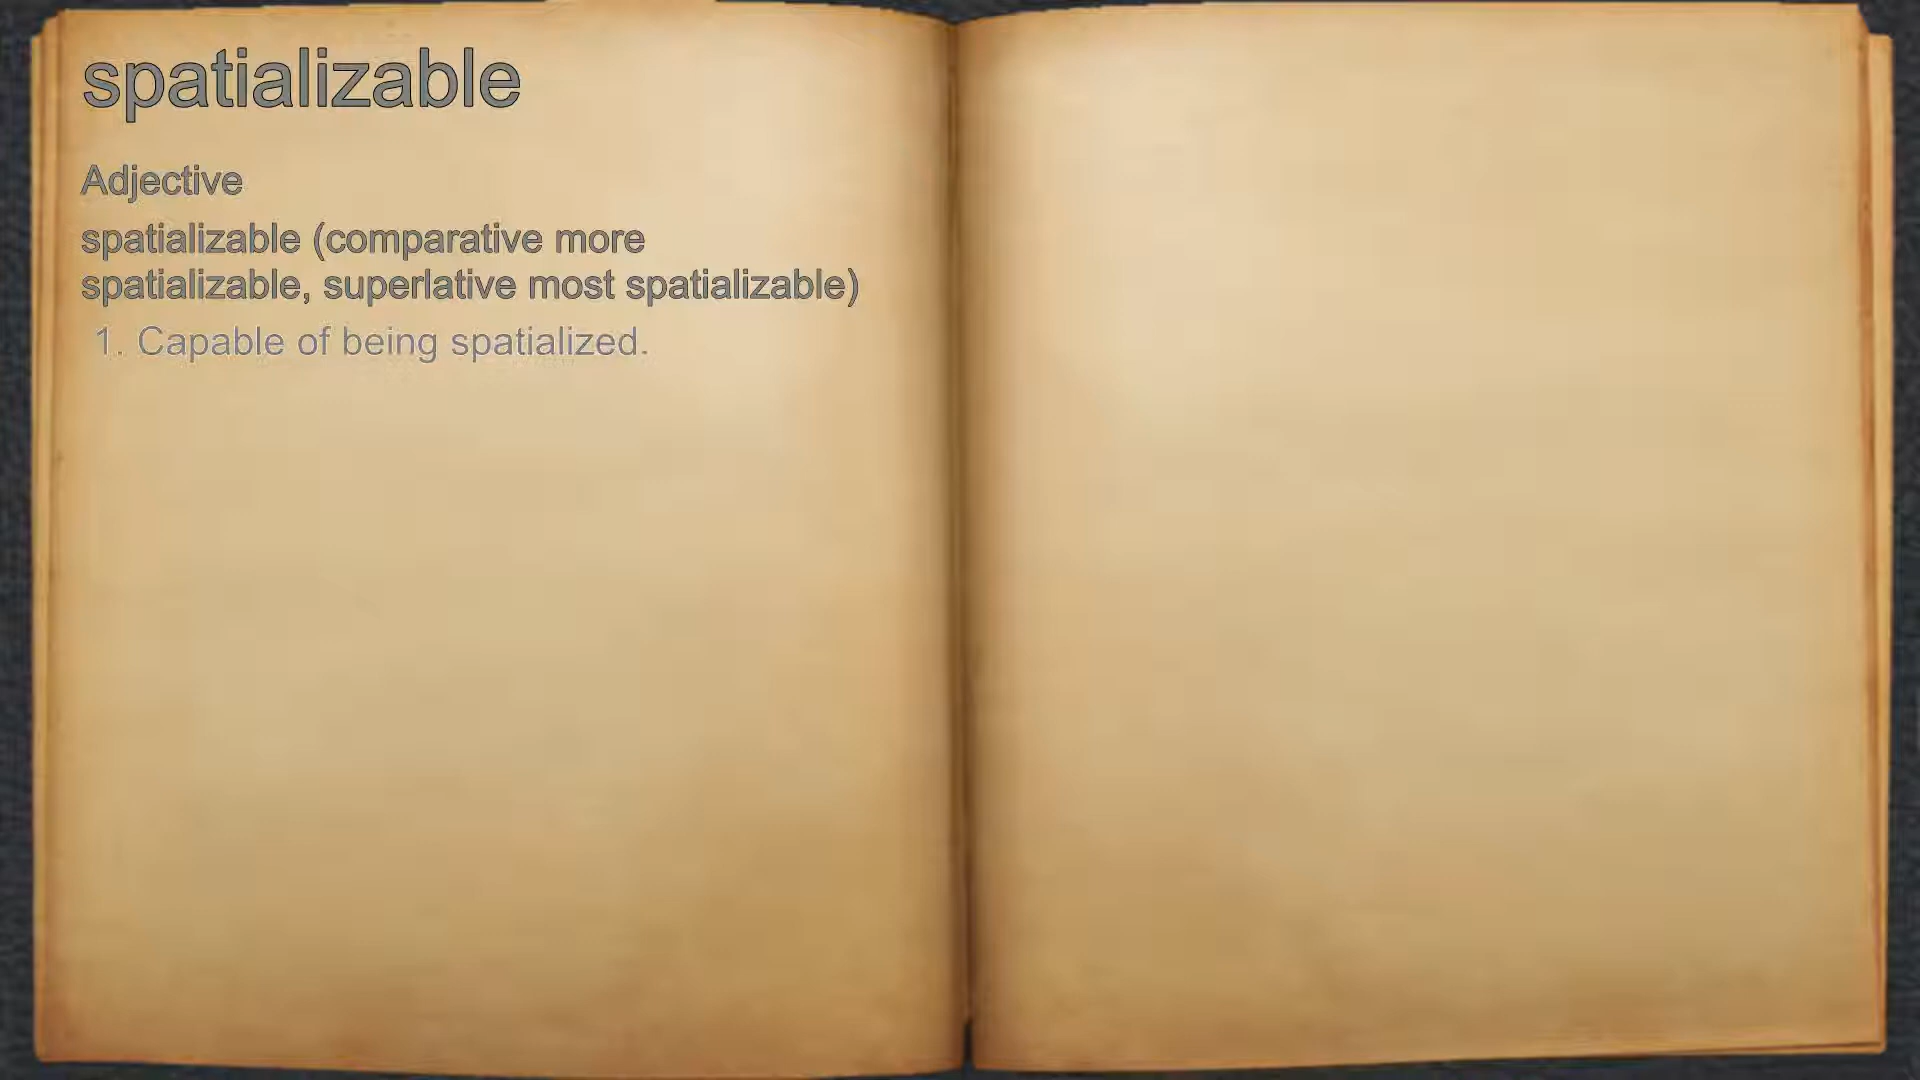 spatializable
Adjective
spatializable (comparative more
spatializable, superlative most spatializable)
1. Capable of being spatialized.